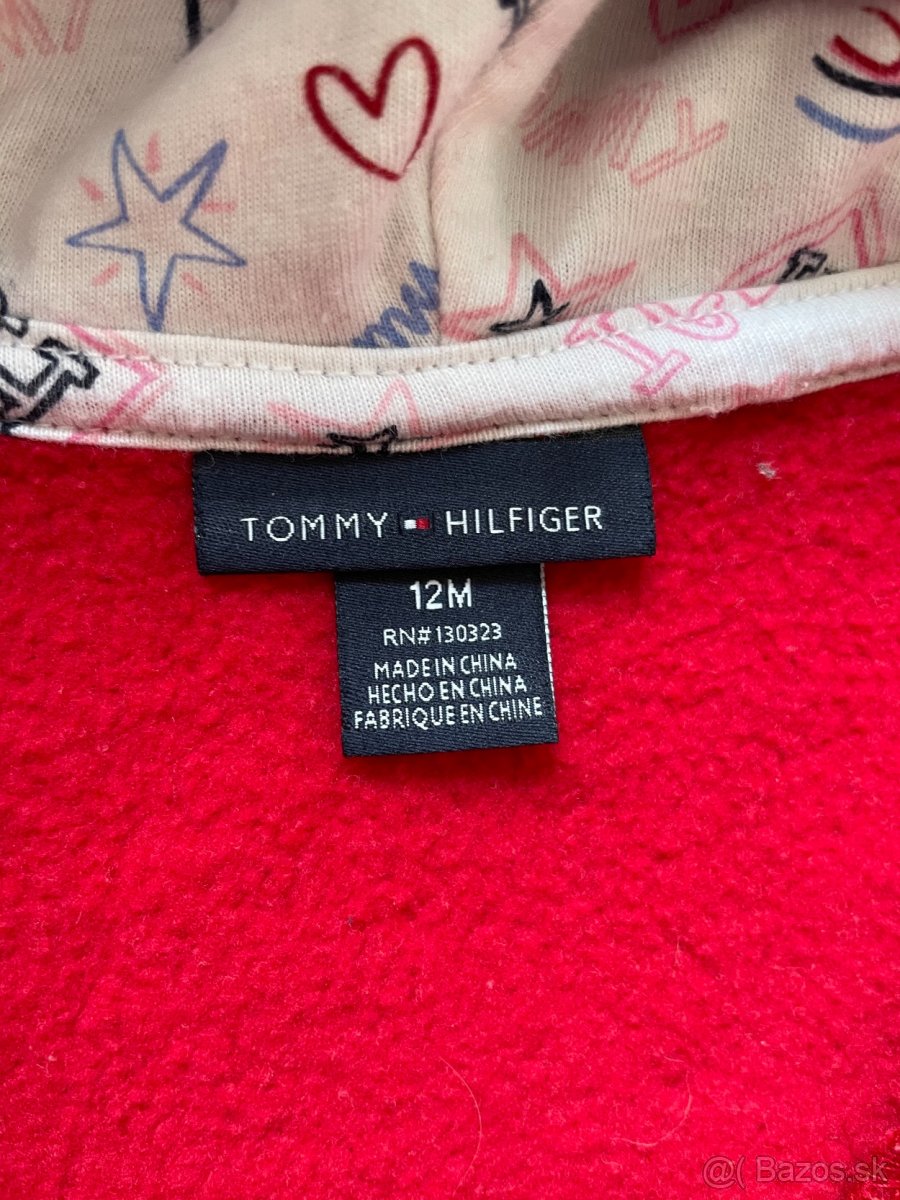 TOMMY HILFIGER
12M
RN#130323
MADE IN CHINA
HECHO EN CHINA
FABRIQUE EN CHINE
@( Bazos.sk